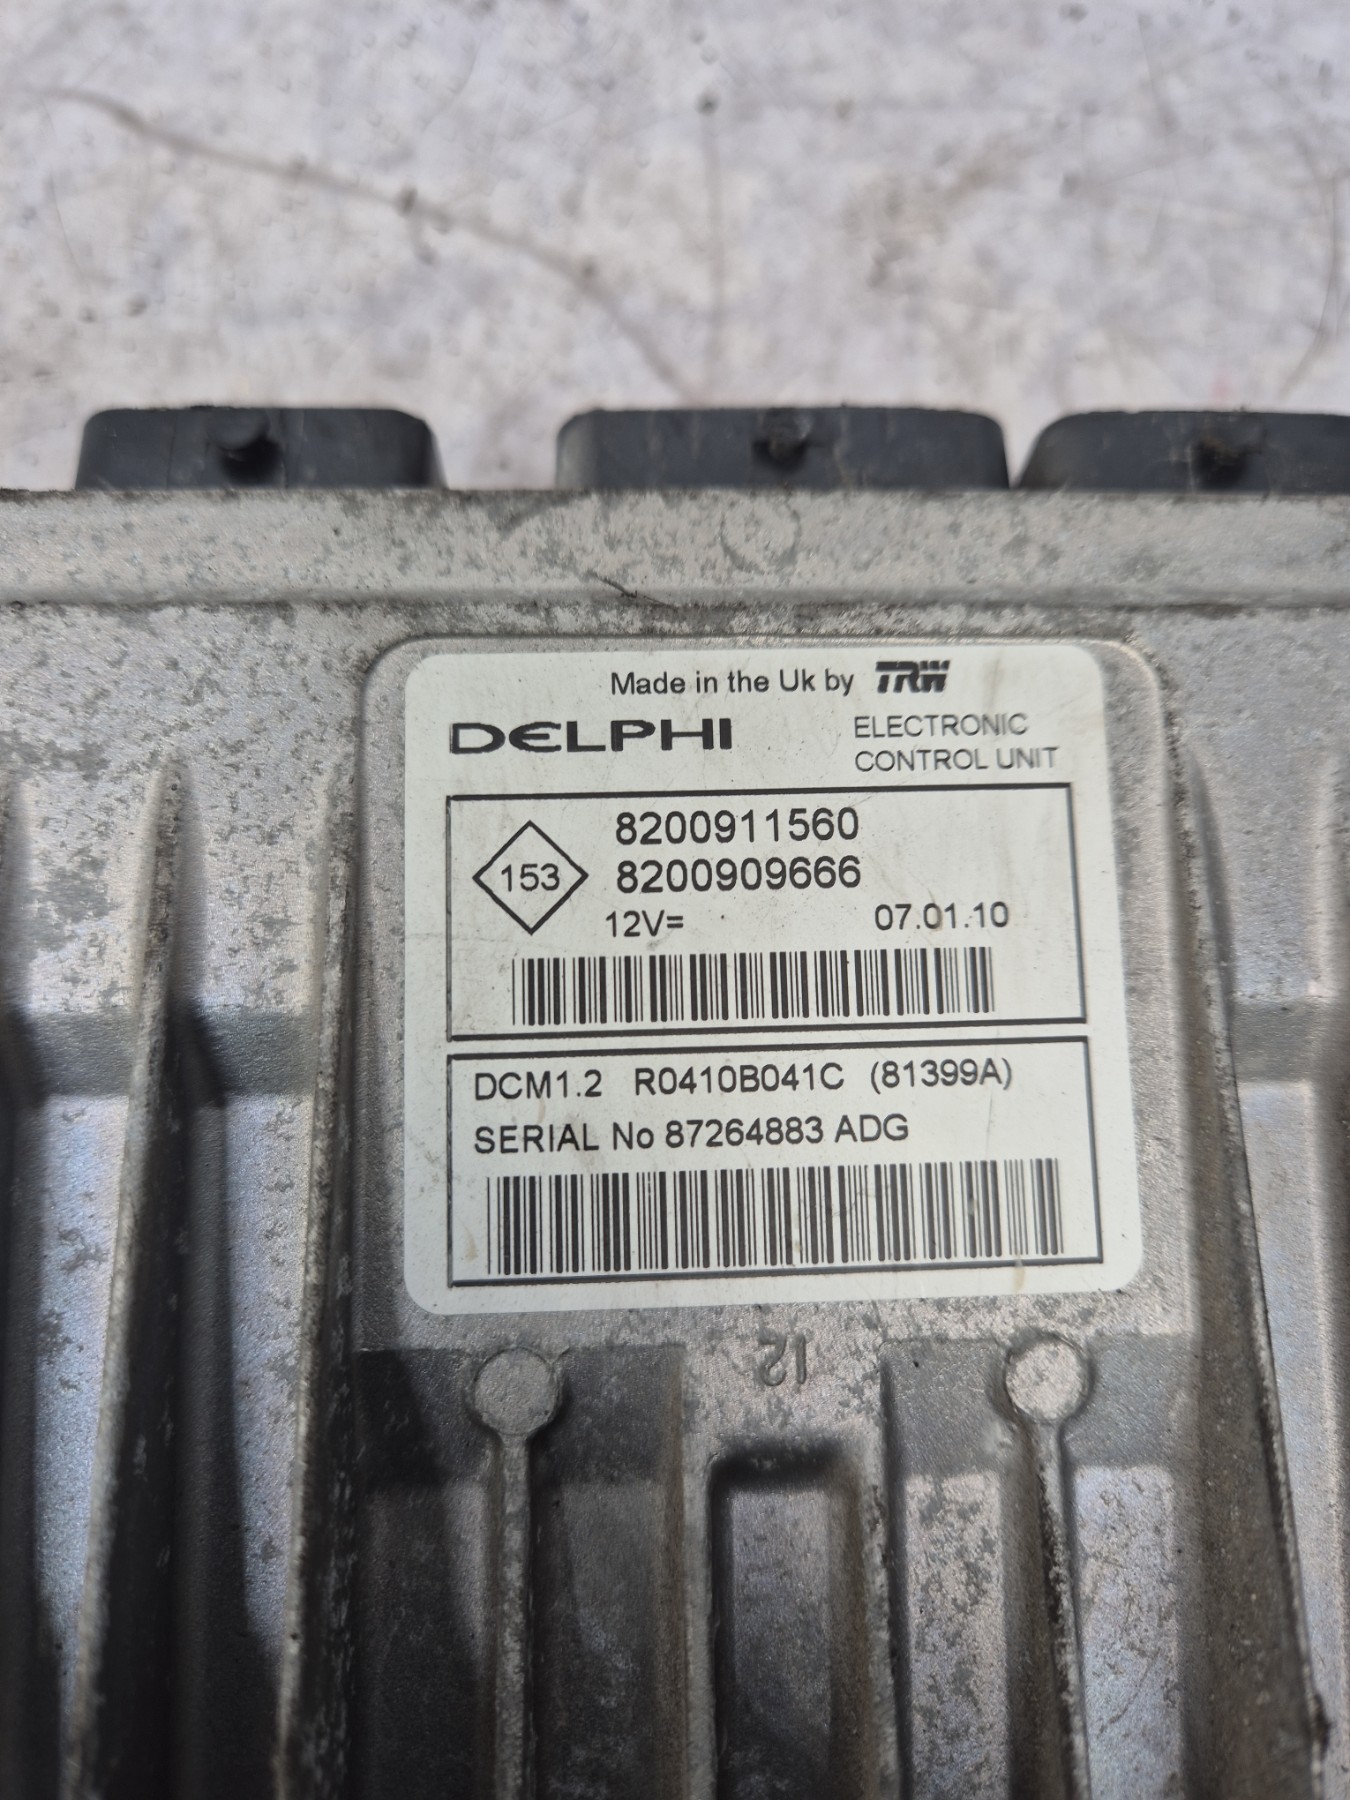 Made in the Uk by TRW
DELPHI
ELECTRONIC
CONTROL UNIT
8200911560
153
8200909666
12V=
07.01.10
DCM1.2 R0410B041C (81399A)
SERIAL No 87264883 ADG
12